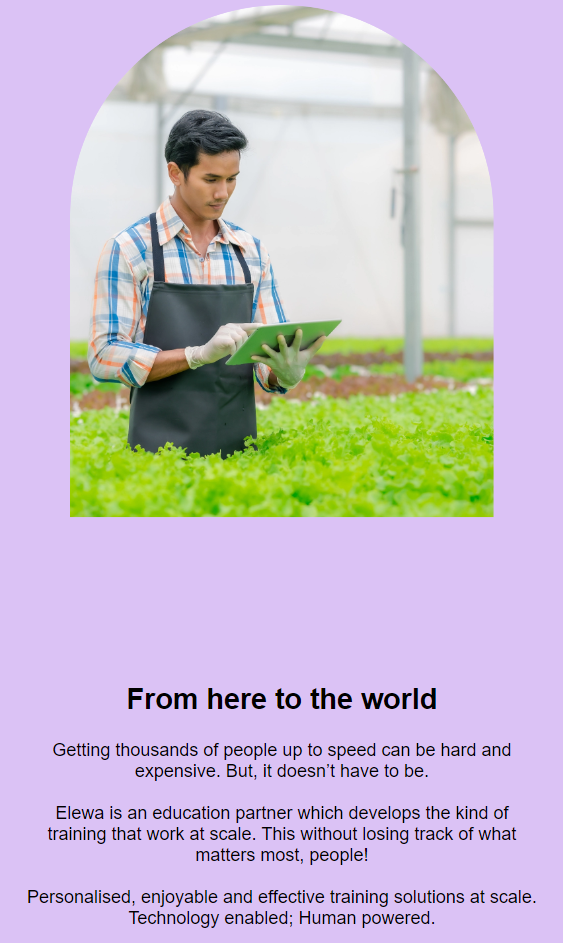 From here to the world
Getting thousands of people up to speed can be hard and
expensive. But, it doesn’t have to be.
Elewa is an education partner which develops the kind of
training that work at scale. This without losing track of what
matters most, people!
Personalised, enjoyable and effective training solutions at scale.
Technology enabled; Human powered.